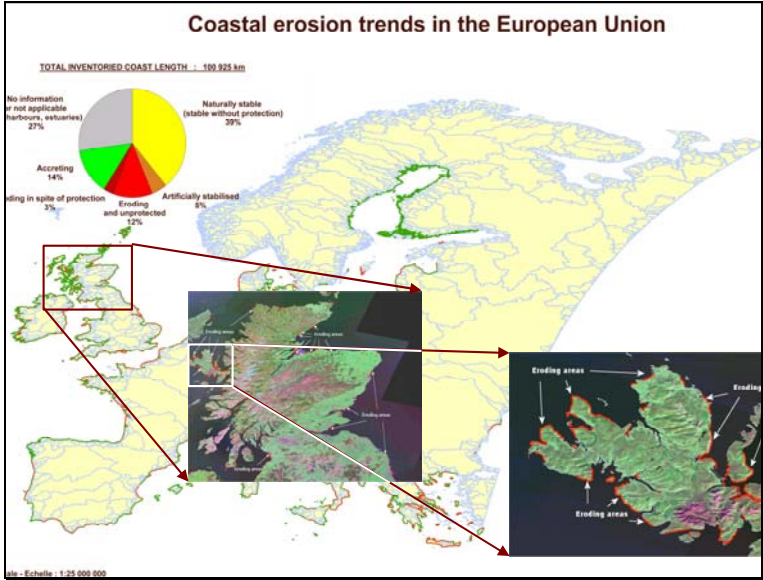 Coastal erosion trends in the European Union
TOTAL INVENTORIED COAST LENGTH : 100 925 km
No information
or not applicable
harbours, estuaries)
27%
Naturally stable
(stable without protection)
39%
Accreting
14%
ding in spite of protection
3%
Eroding
and unprotected
12%
Artificially stabilised
5%
Eroding areas
Eroding areas
Eroding areas
Eroding areas
Eroding areas
Eroding
Eroding areas
ale - Echelle : 1:25 000 000